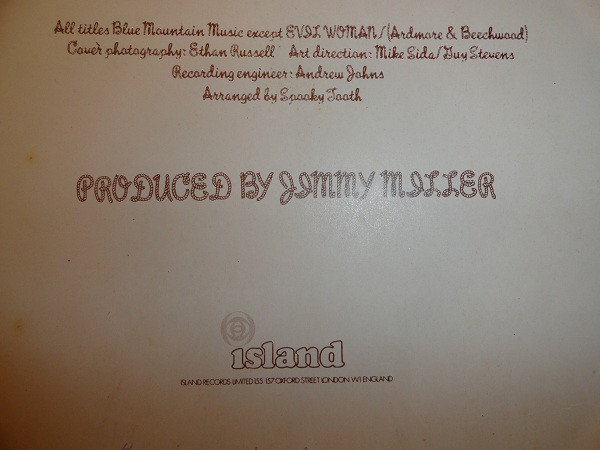 All titles Blue Mountain Music except EVIL WOMAN/(Ardmore & Beechwood)
Cover photography: Ethan Russell Art direction: Mike Sida/Guy Stevens
Recording engineer: Andrew Johns
Arranged by Spooky Tooth
PRODUCED BY JIMMY MILLER
island
ISLAND RECORDS LIMITED 155-157 OXFORD STREET LONDON W1 ENGLAND